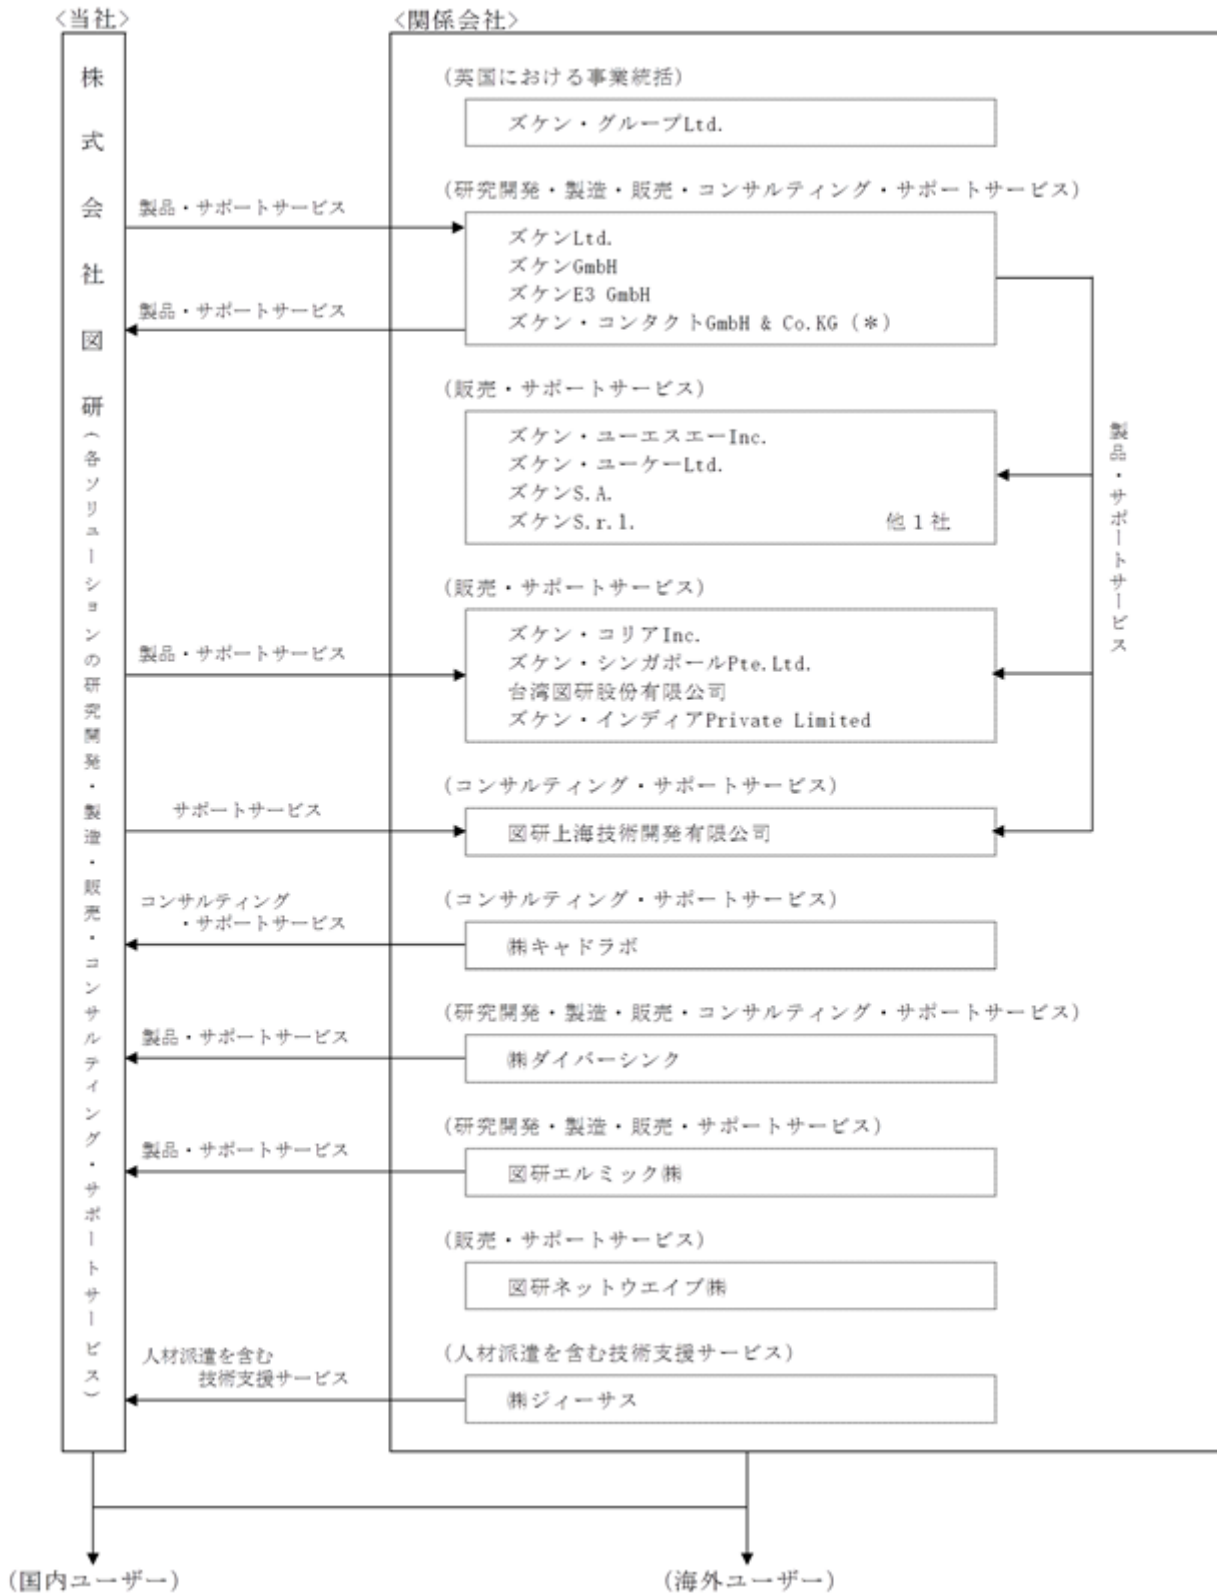 <当社>
<関係会社>
株式会社図研(各ソリューションの研究開発・製造・販売・コンサルティング・サポートサービス)
(英国における事業統括)
ズケン・グループLtd.
(研究開発・製造・販売・コンサルティング・サポートサービス)
製品・サポートサービス
ズケンLtd.
ズケンGmbH
ズケンE3 GmbH
製品・サポートサービス
ズケン・コンタクトGmbH & Co.KG (*)
(販売・サポートサービス)
ズケン・ユーエスエーInc.
ズケン・ユーケーLtd.
ズケンS.A.
ズケンS.r.l. 他1社
製品・サポートサービス
(販売・サポートサービス)
製品・サポートサービス
ズケン・コリアInc.
ズケン・シンガポールPte.Ltd.
台湾図研股份有限公司
ズケン・インディアPrivate Limited
(コンサルティング・サポートサービス)
サポートサービス
図研上海技術開発有限公司
(コンサルティング・サポートサービス)
コンサルティング
・サポートサービス
㈱キャドラボ
(研究開発・製造・販売・コンサルティング・サポートサービス)
製品・サポートサービス
㈱ダイバーシンク
(研究開発・製造・販売・サポートサービス)
製品・サポートサービス
図研エルミック㈱
(販売・サポートサービス)
図研ネットウエイブ㈱
(人材派遣を含む技術支援サービス)
人材派遣を含む
技術支援サービス
㈱ジィーサス
(国内ユーザー)
(海外ユーザー)